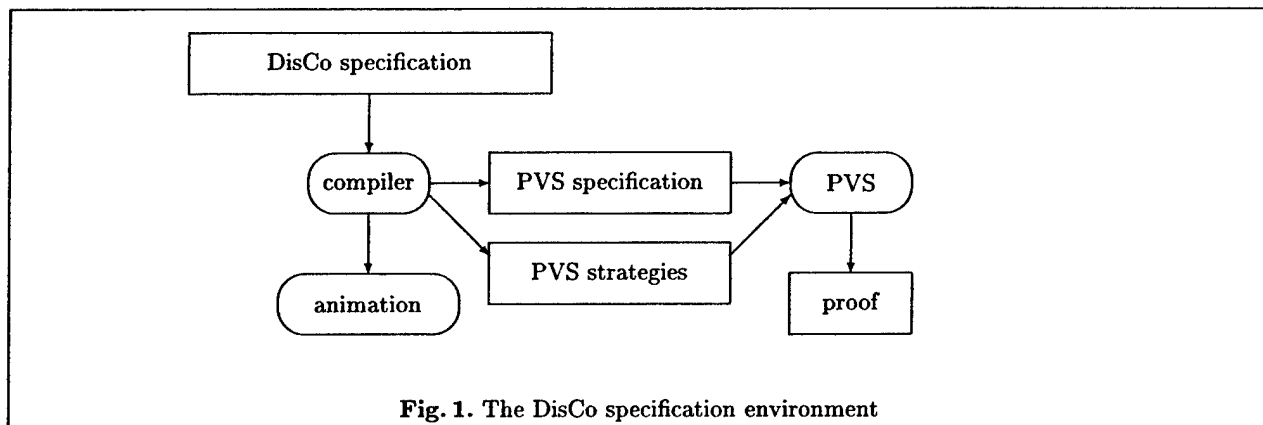 DisCo specification
compiler
PVS specification
PVS
PVS strategies
animation
proof
Fig. 1. The DisCo specification environment